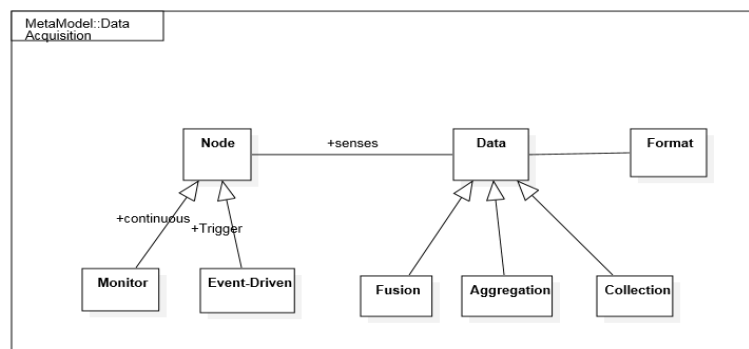 MetaModel::Data
Acquisition
Node
+senses
Data
Format
+continuous
+Trigger
Monitor
Event-Driven
Fusion
Aggregation
Collection